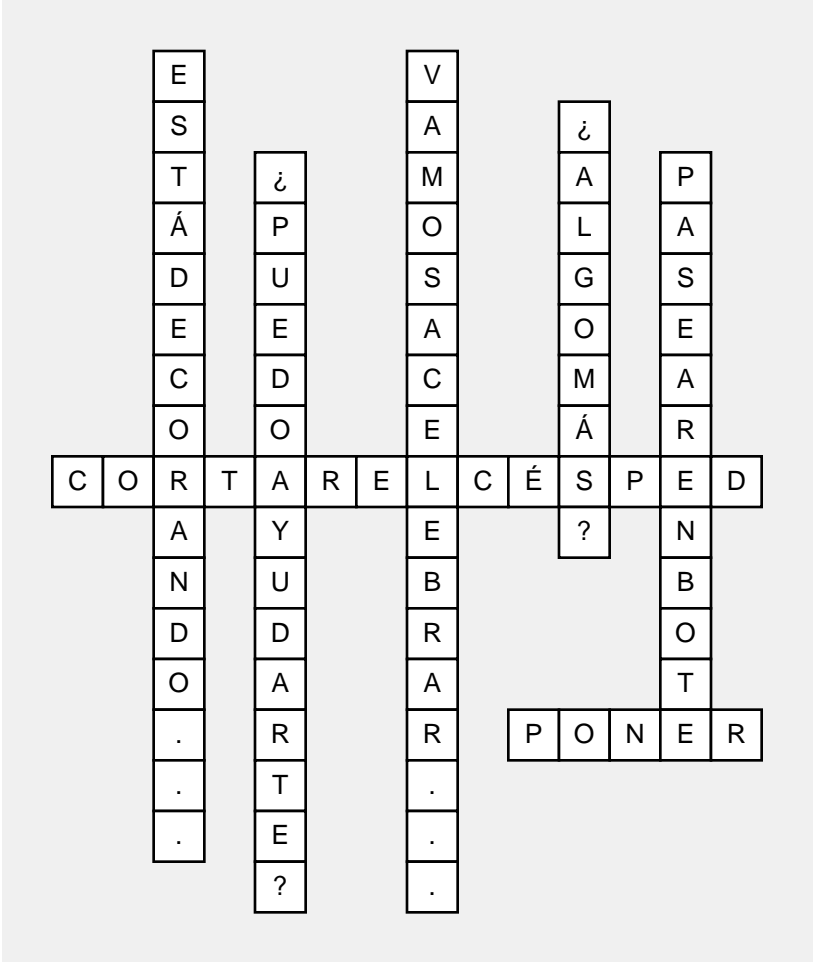 ESTÁDECORANDO...
¿PUEDOAYUDARTE?
VAMOSACELEBRAR...
¿ALGOMÁS?
PASEARENBOTE
CORTARELCÉSPED
PONER